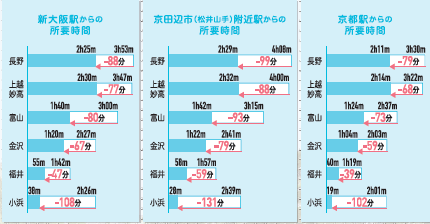 新大阪駅からの
所要時間
長野 2h25m 3h53m -88分
上越妙高 2h30m 3h47m -77分
富山 1h40m 3h00m -80分
金沢 1h20m 2h27m -67分
福井 55m 1h42m -47分
小浜 38m 2h26m -108分
京田辺市(松井山手)附近駅からの
所要時間
長野 2h29m 4h08m -99分
上越妙高 2h32m 4h00m -88分
富山 1h42m 3h15m -93分
金沢 1h22m 2h41m -79分
福井 58m 1h57m -59分
小浜 28m 2h39m -131分
京都駅からの
所要時間
長野 2h11m 3h30m -79分
上越妙高 2h14m 3h22m -68分
富山 1h24m 2h37m -73分
金沢 1h04m 2h03m -59分
福井 40m 1h19m -39分
小浜 19m 2h01m -102分